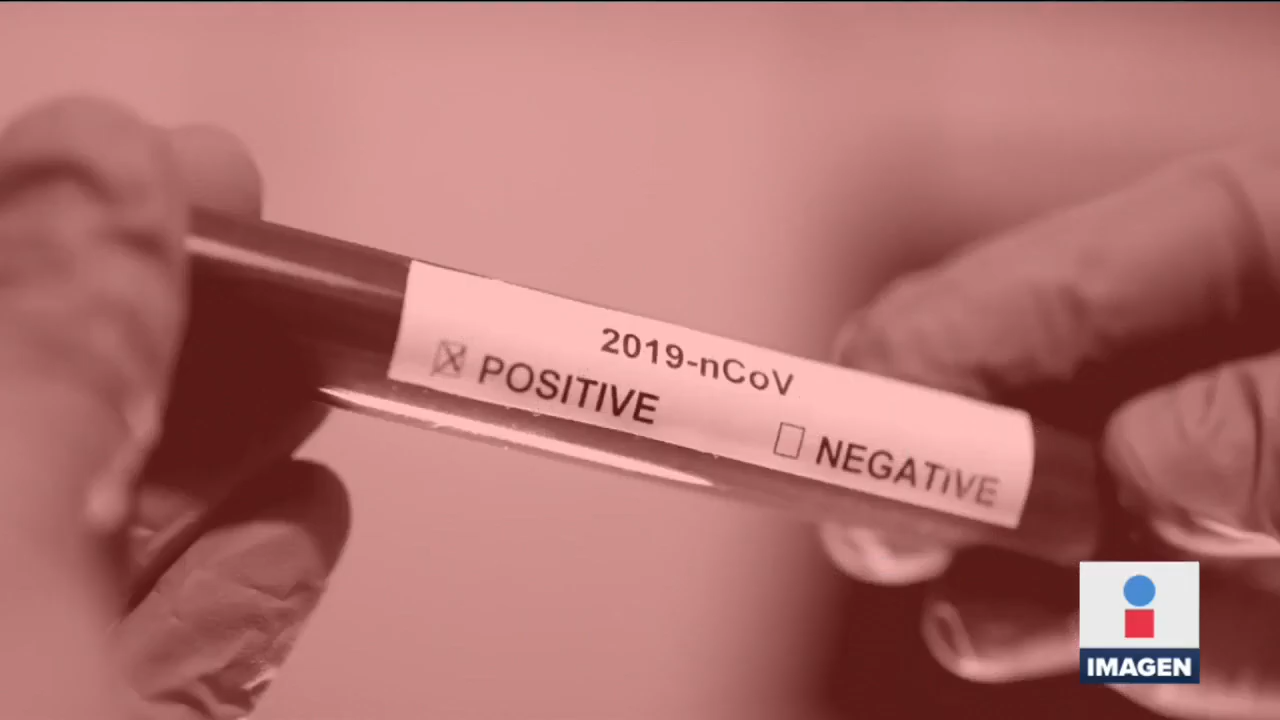 2019-nCoV
☒ POSITIVE
☐ NEGATIVE
IMAGEN